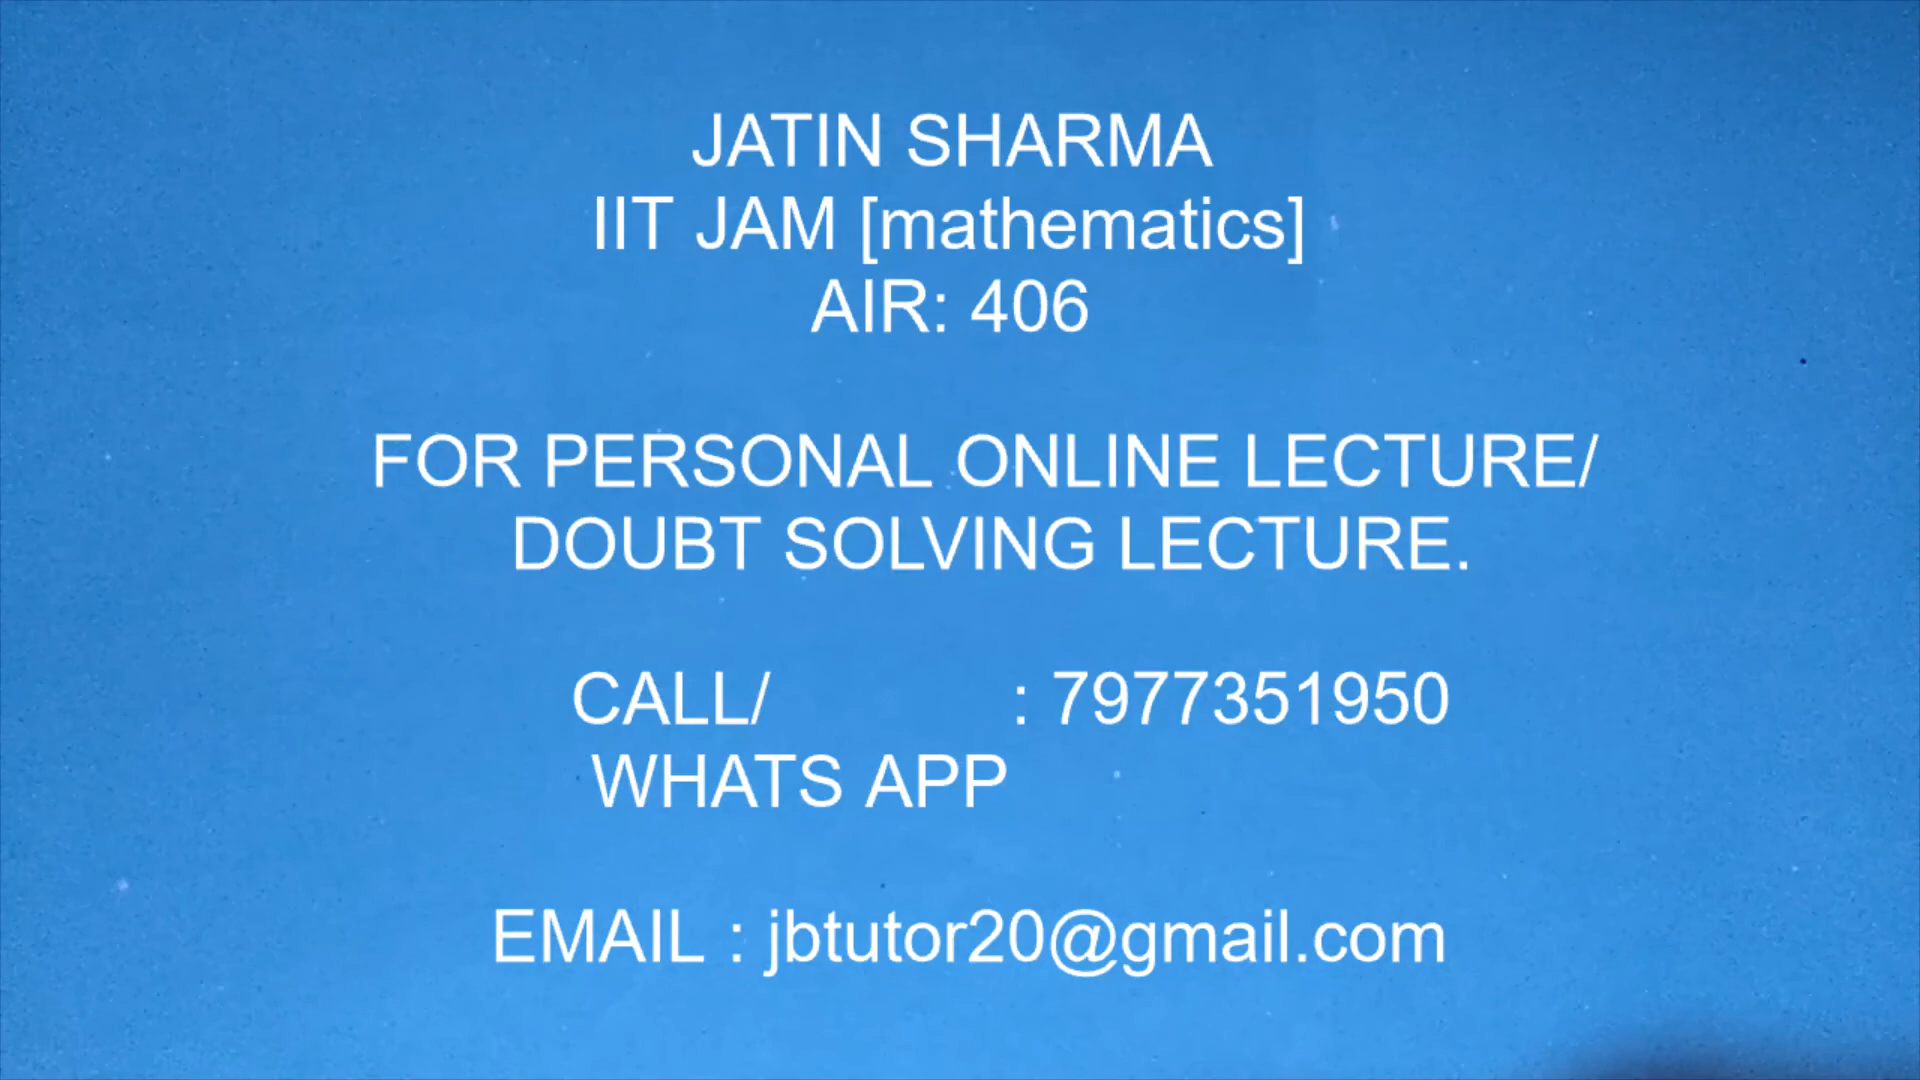 JATIN SHARMA
IIT JAM [mathematics]
AIR: 406
FOR PERSONAL ONLINE LECTURE/
DOUBT SOLVING LECTURE.
CALL/ : 7977351950
WHATS APP
EMAIL : jbtutor20@gmail.com